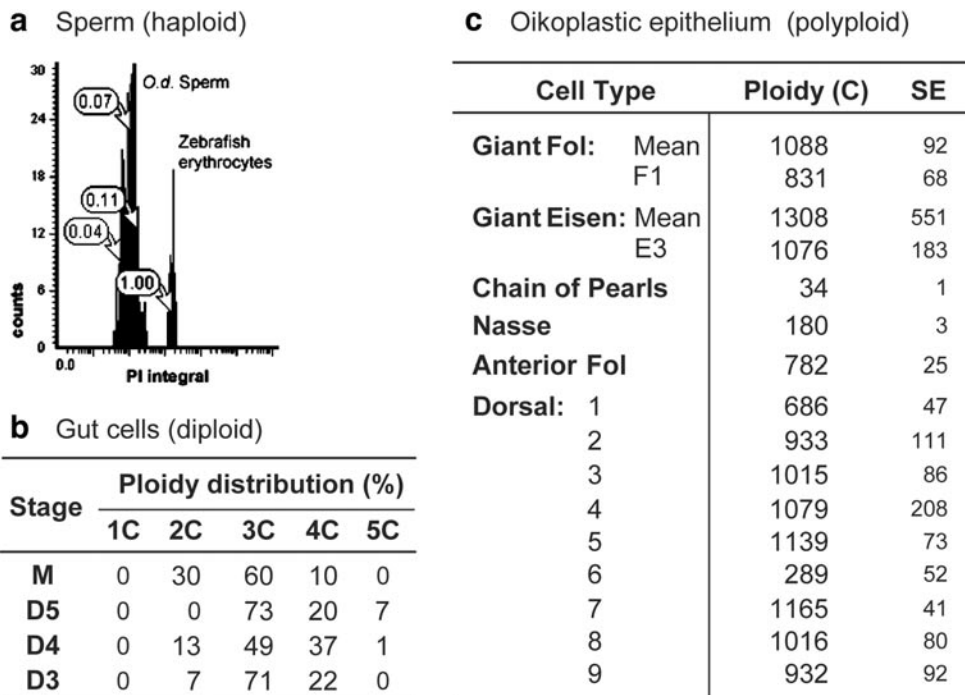 a Sperm (haploid)
30
24
18
12
6
0
counts
0.0
PI integral
O.d. Sperm
Zebrafish
erythrocytes
0.07
0.11
0.04
1.00
b Gut cells (diploid)
Stage Ploidy distribution (%)
1C 2C 3C 4C 5C
M 0 30 60 10 0
D5 0 0 73 20 7
D4 0 13 49 37 1
D3 0 7 71 22 0
c Oikoplastic epithelium (polyploid)
Cell Type Ploidy (C) SE
Giant Fol: Mean 1088 92
F1 831 68
Giant Eisen: Mean 1308 551
E3 1076 183
Chain of Pearls 34 1
Nasse 180 3
Anterior Fol 782 25
Dorsal: 1 686 47
2 933 111
3 1015 86
4 1079 208
5 1139 73
6 289 52
7 1165 41
8 1016 80
9 932 92